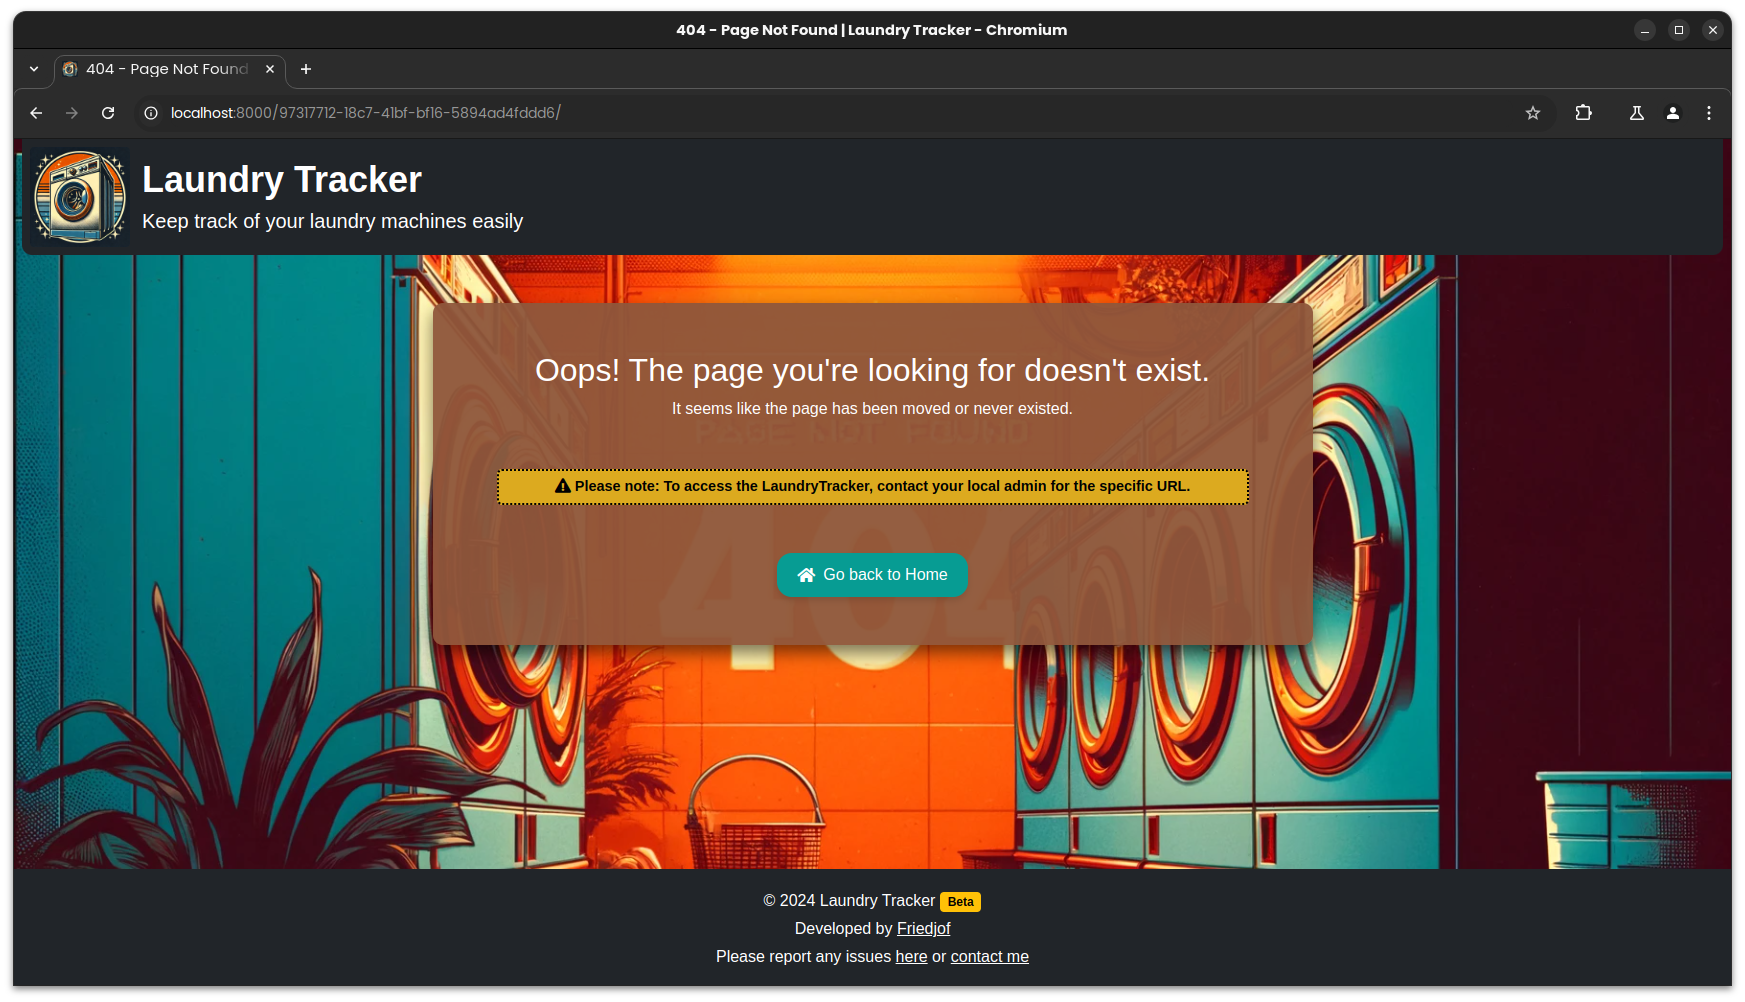 404 - Page Not Found | Laundry Tracker - Chromium
404 - Page Not Found
localhost:8000/97317712-18c7-41bf-bf16-5894ad4fddd6/
Laundry Tracker
Keep track of your laundry machines easily
Oops! The page you're looking for doesn't exist.
It seems like the page has been moved or never existed.
PAGE NOT FOUND
Please note: To access the LaundryTracker, contact your local admin for the specific URL.
404
Go back to Home
© 2024 Laundry Tracker Beta
Developed by Friedjof
Please report any issues here or contact me